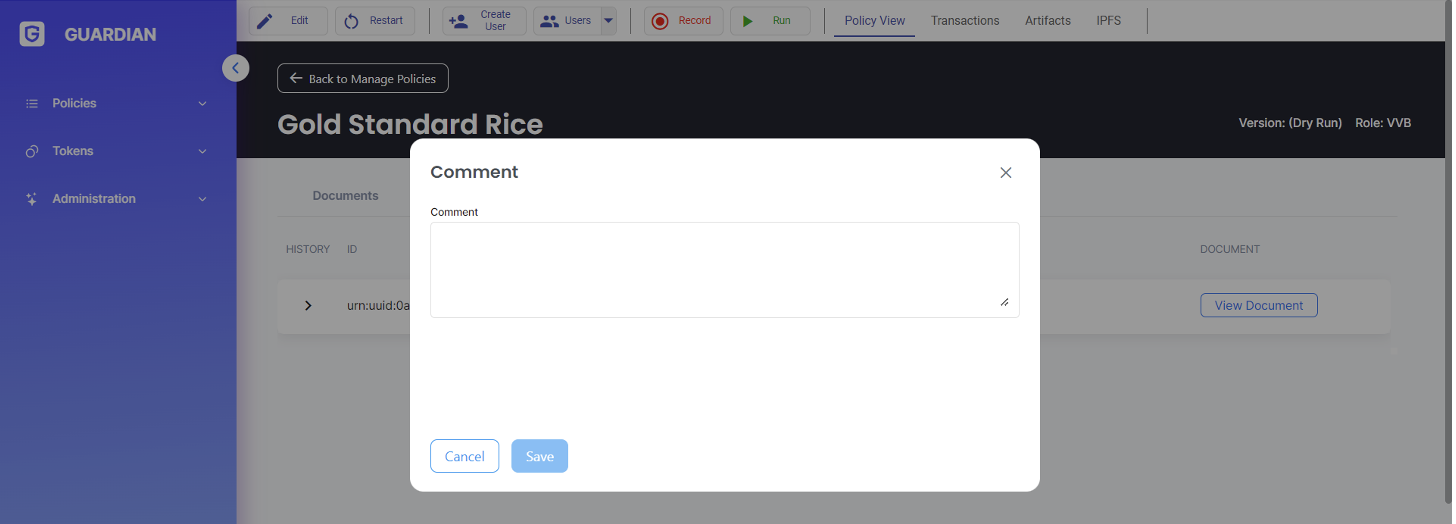 GUARDIAN
Policies
Tokens
Administration
Edit
Restart
Create
User
Users
Record
Run
Policy View
Transactions
Artifacts
IPFS
Back to Manage Policies
Gold Standard Rice
Version: (Dry Run) Role: VVB
Documents
HISTORY ID DOCUMENT
urn:uuid:0a
View Document
Comment
Comment
Cancel
Save